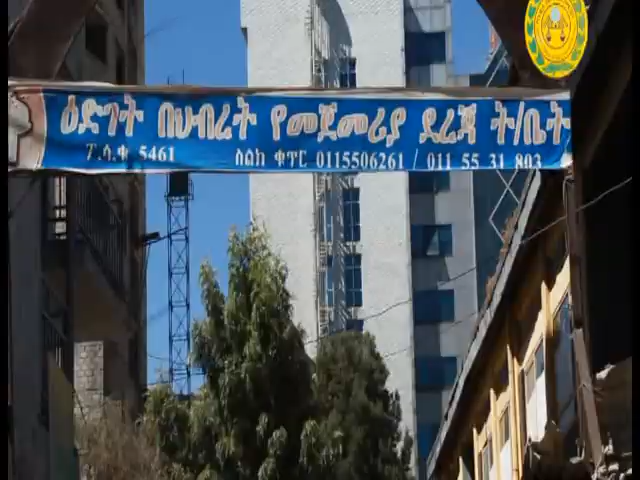 ዕድገት በህብረት የመጀመሪያ ደረጃ ት/ቤት
ፖ.ሳ.ቁ 5461 ስልክ ቁጥር 0115506261 / 011 55 31 803